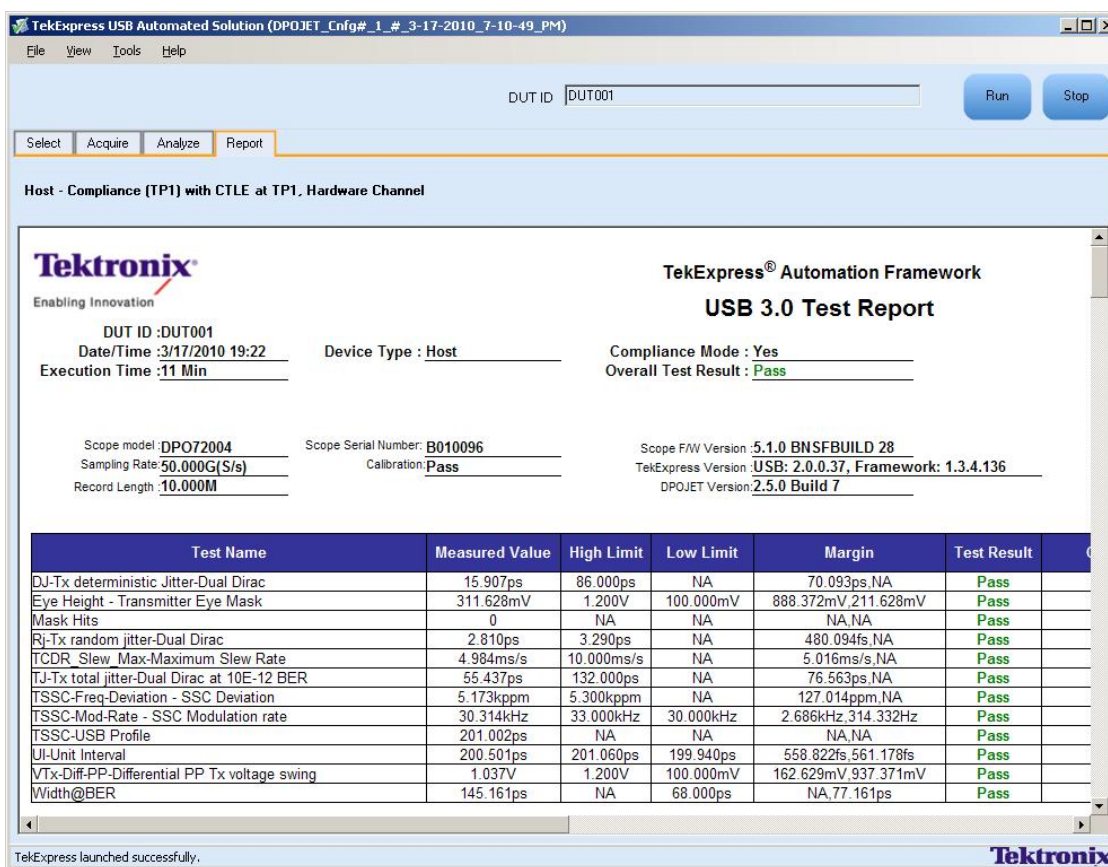 TekExpress USB Automated Solution (DPOJET_Cnfg#_1_#_3-17-2010_7-10-49_PM)
File View Tools Help
DUT ID DUT001 Run Stop
Select Acquire Analyze Report
Host - Compliance (TP1) with CTLE at TP1, Hardware Channel
Tektronix
Enabling Innovation
TekExpress® Automation Framework
USB 3.0 Test Report
DUT ID :DUT001
Date/Time :3/17/2010 19:22 Device Type : Host Compliance Mode : Yes
Execution Time :11 Min Overall Test Result : Pass
Scope model :DPO72004 Scope Serial Number: B010096 Scope F/W Version :5.1.0 BNSFBUILD 28
Sampling Rate:50.000G(S/s) Calibration:Pass TekExpress Version :USB: 2.0.0.37, Framework: 1.3.4.136
Record Length :10.000M DPOJET Version:2.5.0 Build 7
Test Name Measured Value High Limit Low Limit Margin Test Result
DJ-Tx deterministic Jitter-Dual Dirac 15.907ps 86.000ps NA 70.093ps,NA Pass
Eye Height - Transmitter Eye Mask 311.628mV 1.200V 100.000mV 888.372mV,211.628mV Pass
Mask Hits 0 NA NA NA,NA Pass
Rj-Tx random jitter-Dual Dirac 2.810ps 3.290ps NA 480.094fs,NA Pass
TCDR_Slew_Max-Maximum Slew Rate 4.984ms/s 10.000ms/s NA 5.016ms/s,NA Pass
TJ-Tx total jitter-Dual Dirac at 10E-12 BER 55.437ps 132.000ps NA 76.563ps,NA Pass
TSSC-Freq-Deviation - SSC Deviation 5.173kppm 5.300kppm NA 127.014ppm,NA Pass
TSSC-Mod-Rate - SSC Modulation rate 30.314kHz 33.000kHz 30.000kHz 2.686kHz,314.332Hz Pass
TSSC-USB Profile 201.002ps NA NA NA,NA Pass
UI-Unit Interval 200.501ps 201.060ps 199.940ps 558.822fs,561.178fs Pass
VTx-Diff-PP-Differential PP Tx voltage swing 1.037V 1.200V 100.000mV 162.629mV,937.371mV Pass
Width@BER 145.161ps NA 68.000ps NA,77.161ps Pass
TekExpress launched successfully. Tektronix